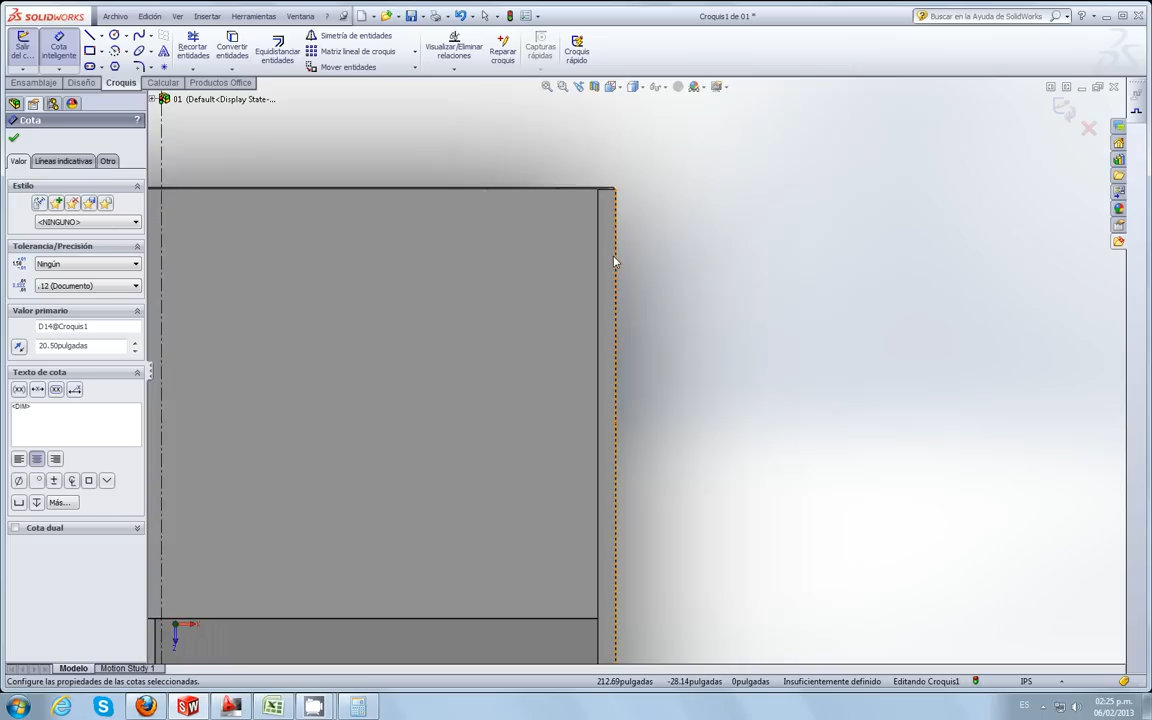 SOLIDWORKS
Archivo Edición Ver Insertar Herramientas Ventana ?
Croquis1 de 01 *
Buscar en la Ayuda de SolidWorks
Salir del c...
Cota inteligente
Recortar entidades
Convertir entidades
Equidistanciar entidades
Simetría de entidades
Matriz lineal de croquis
Mover entidades
Visualizar/Eliminar relaciones
Reparar croquis
Capturas rápidas
Croquis rápido
Ensamblaje Diseño Croquis Calcular Productos Office
01 (Default<Display State-...
Cota ?
Valor Líneas indicativas Otro
Estilo
<NINGUNO>
Tolerancia/Precisión
Ningún
.12 (Documento)
Valor primario
D14@Croquis1
20.50pulgadas
Texto de cota
(xx)
<DIM>
Más...
Cota dual
Modelo Motion Study 1
Configure las propiedades de las cotas seleccionadas.
212.69pulgadas -28.14pulgadas 0pulgadas Insuficientemente definido Editando Croquis1 IPS
ES
02:25 p.m.
06/02/2013